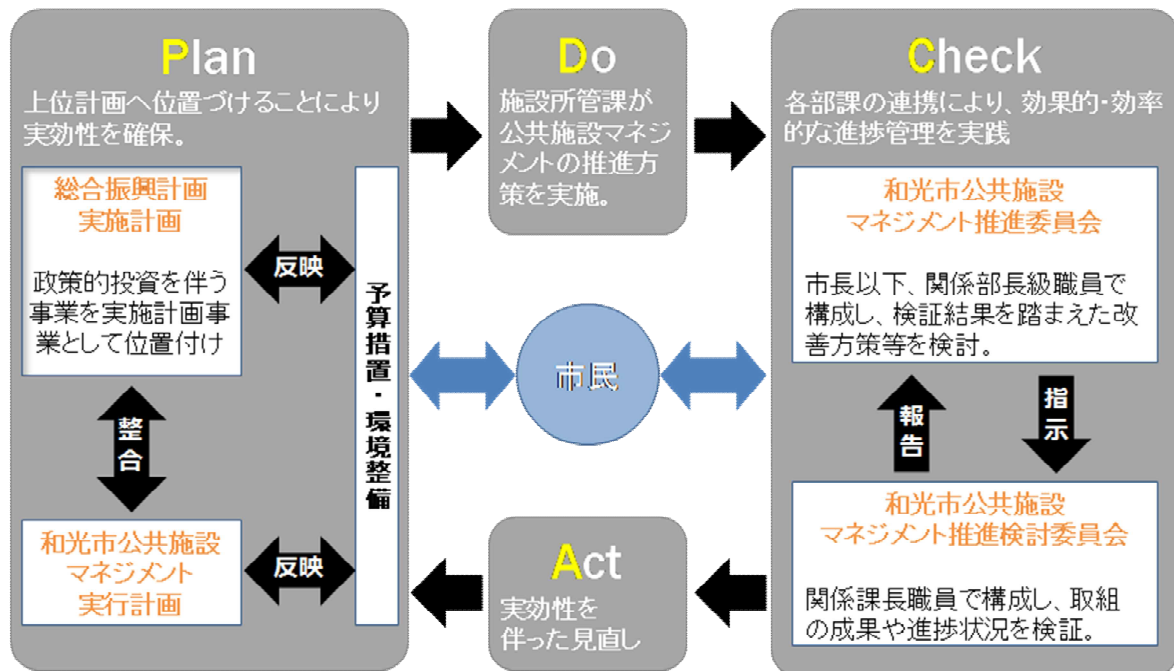 Plan
上位計画へ位置づけることにより
実効性を確保。
総合振興計画
実施計画
政策的投資を伴う
事業を実施計画事
業として位置付け
反映
整合
和光市公共施設
マネジメント
実行計画
反映
予算措置・環境整備
Do
施設所管課が
公共施設マネジ
メントの推進方
策を実施。
市民
Check
各部課の連携により、効果的・効率
的な進捗管理を実践
和光市公共施設
マネジメント推進委員会
市長以下、関係部長級職員で
構成し、検証結果を踏まえた改
善方策等を検討。
報告
指示
和光市公共施設
マネジメント推進検討委員会
関係課長職員で構成し、取組
の成果や進捗状況を検証。
Act
実効性を
伴った見直し